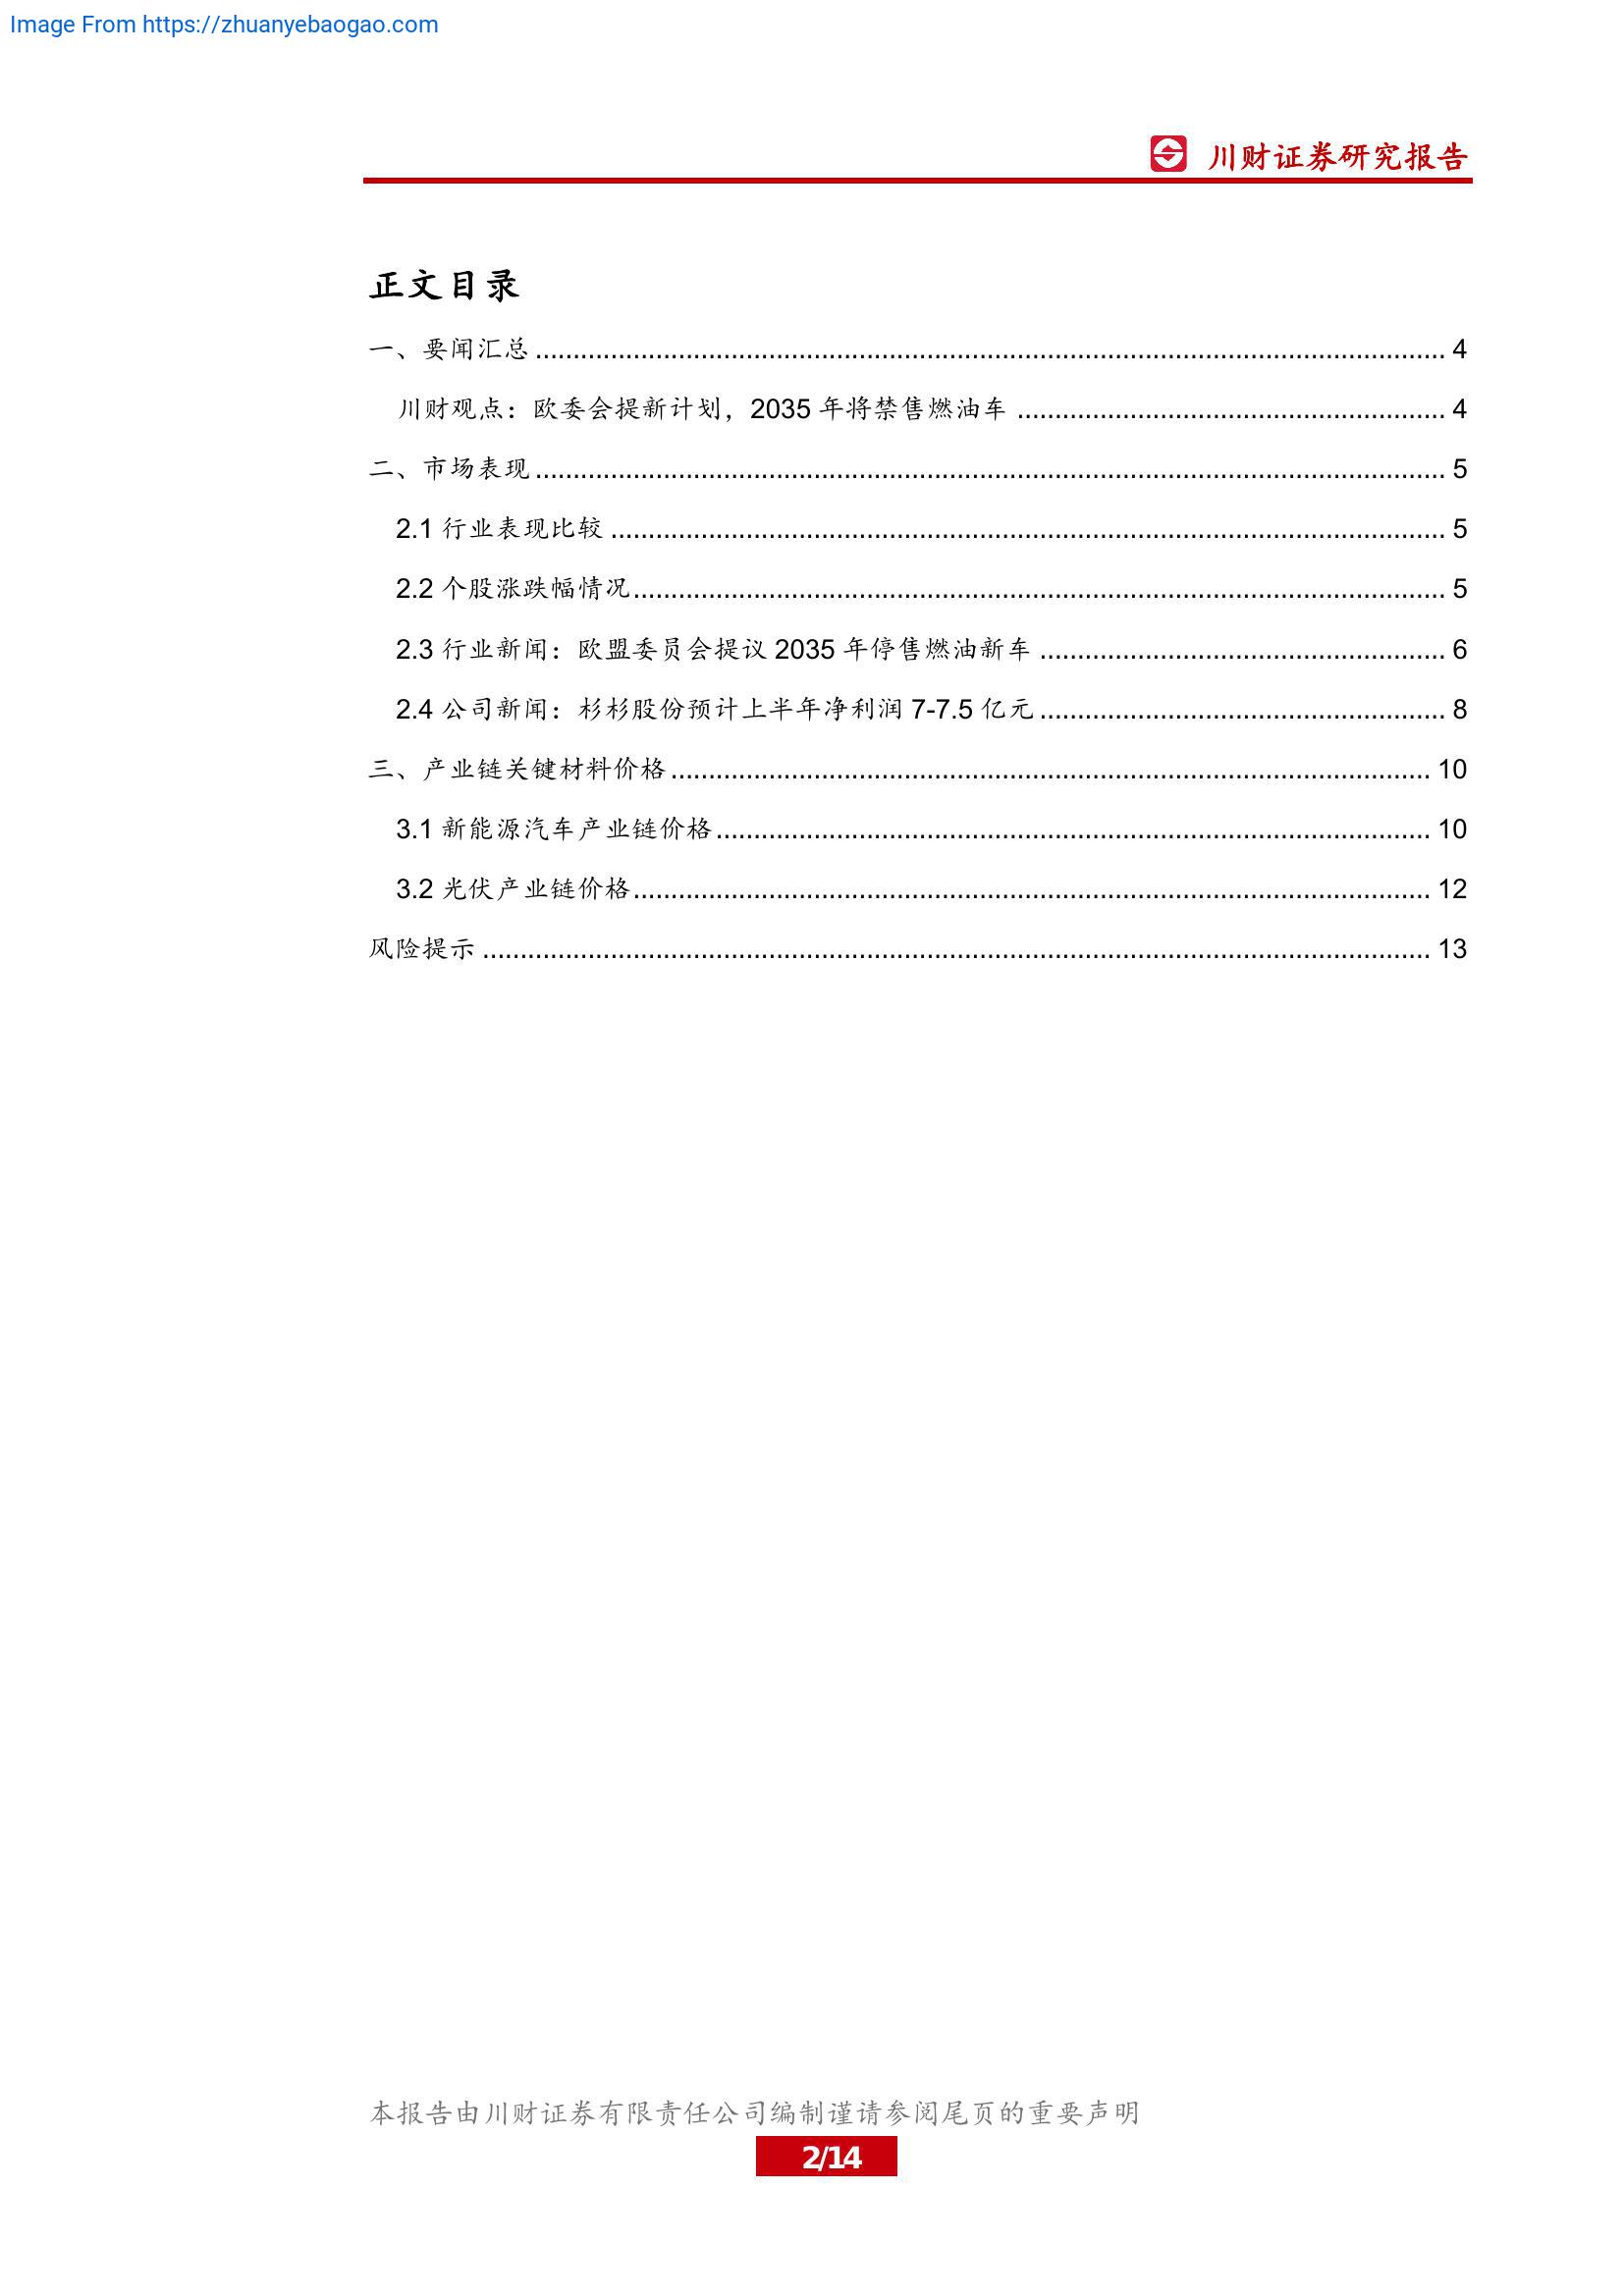 Image From https://zhuanyebaogao.com
川财证券研究报告
正文目录
一、要闻汇总 4
川财观点：欧委会提新计划，2035 年将禁售燃油车 4
二、市场表现 5
2.1 行业表现比较 5
2.2 个股涨跌幅情况 5
2.3 行业新闻：欧盟委员会提议 2035 年停售燃油新车 6
2.4 公司新闻：杉杉股份预计上半年净利润 7-7.5 亿元 8
三、产业链关键材料价格 10
3.1 新能源汽车产业链价格 10
3.2 光伏产业链价格 12
风险提示 13
本报告由川财证券有限责任公司编制谨请参阅尾页的重要声明
2/14